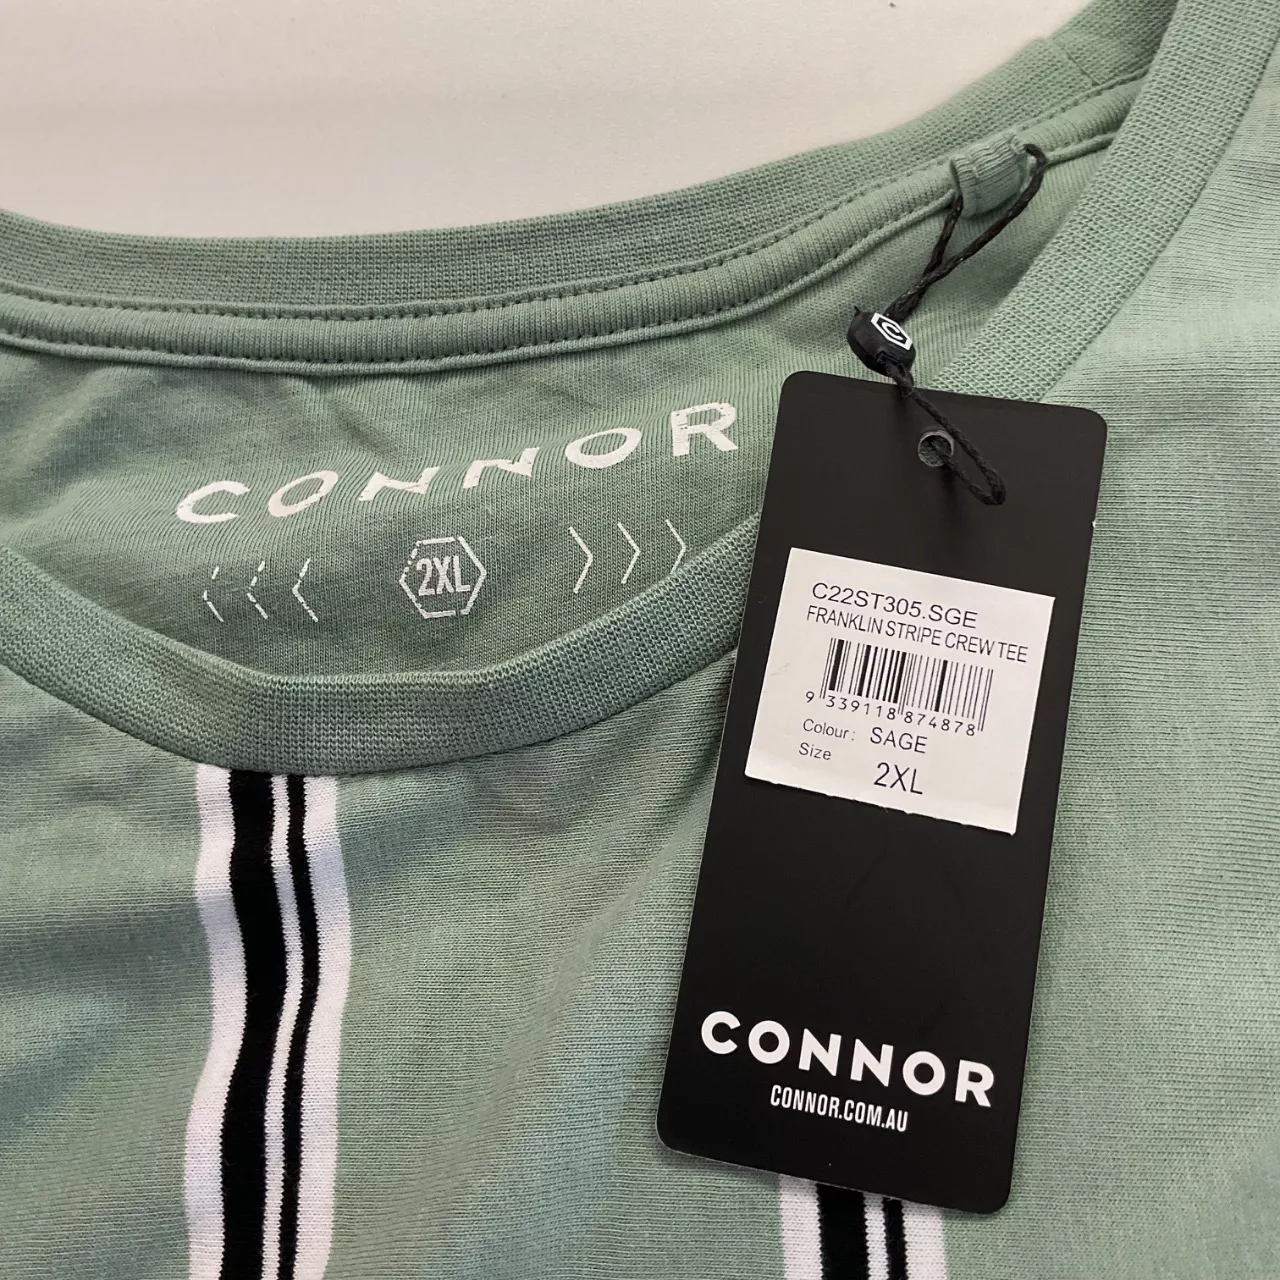 CONNOR
2XL
C
C22ST305.SGE
FRANKLIN STRIPE CREW TEE
9 339118 874878
Colour: SAGE
Size 2XL
CONNOR
CONNOR.COM.AU